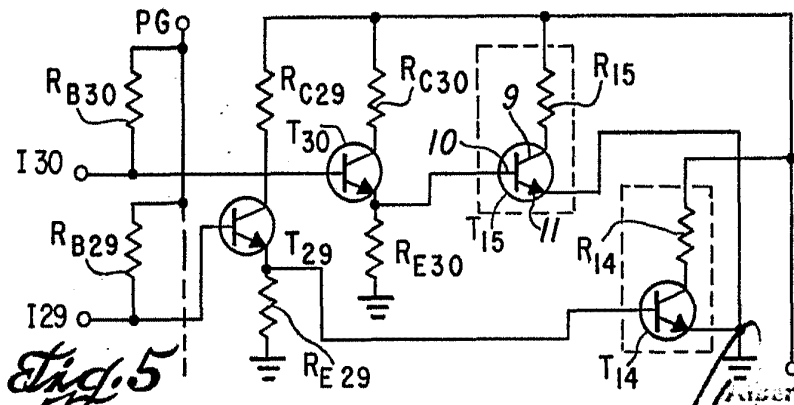 PG
RB30
RC29
RC30
R15
T30
9
10
I30
T15
11
RB29
T29
RE30
R14
I29
RE29
T14
Fig. 5